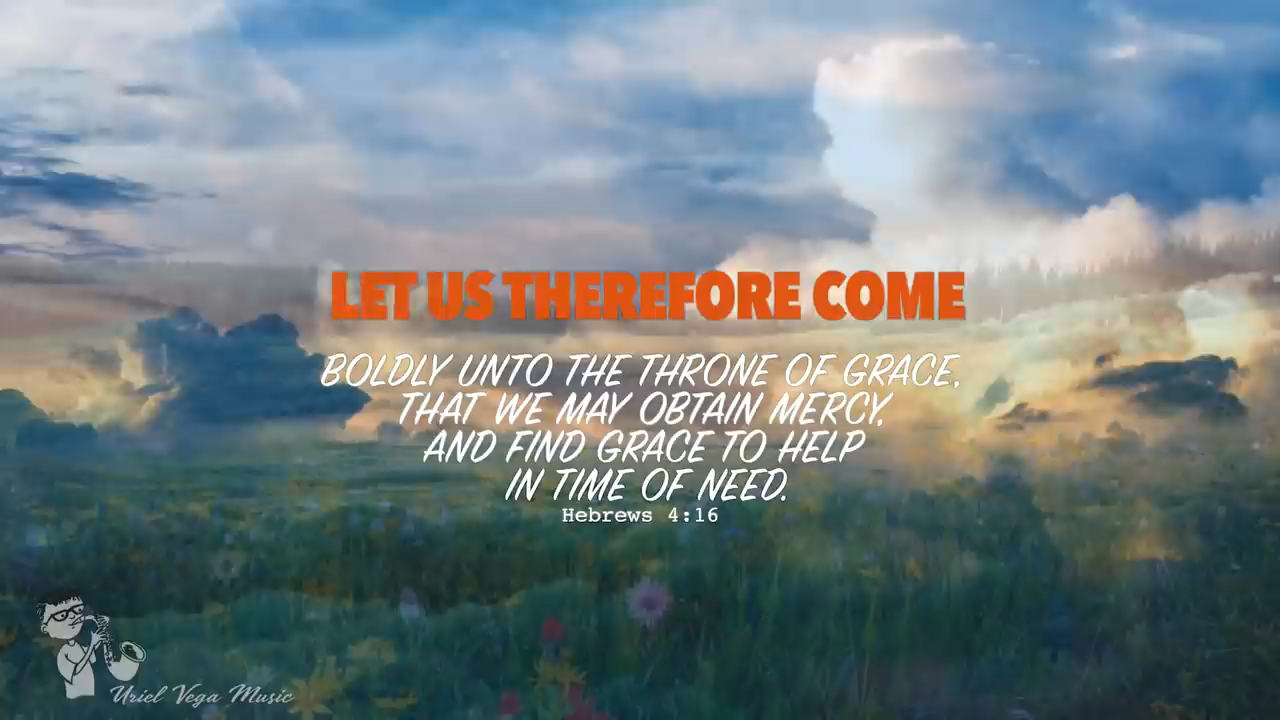 LET US THEREFORE COME
BOLDLY UNTO THE THRONE OF GRACE,
THAT WE MAY OBTAIN MERCY,
AND FIND GRACE TO HELP
IN TIME OF NEED.
Hebrews 4:16
Uriel Vega Music